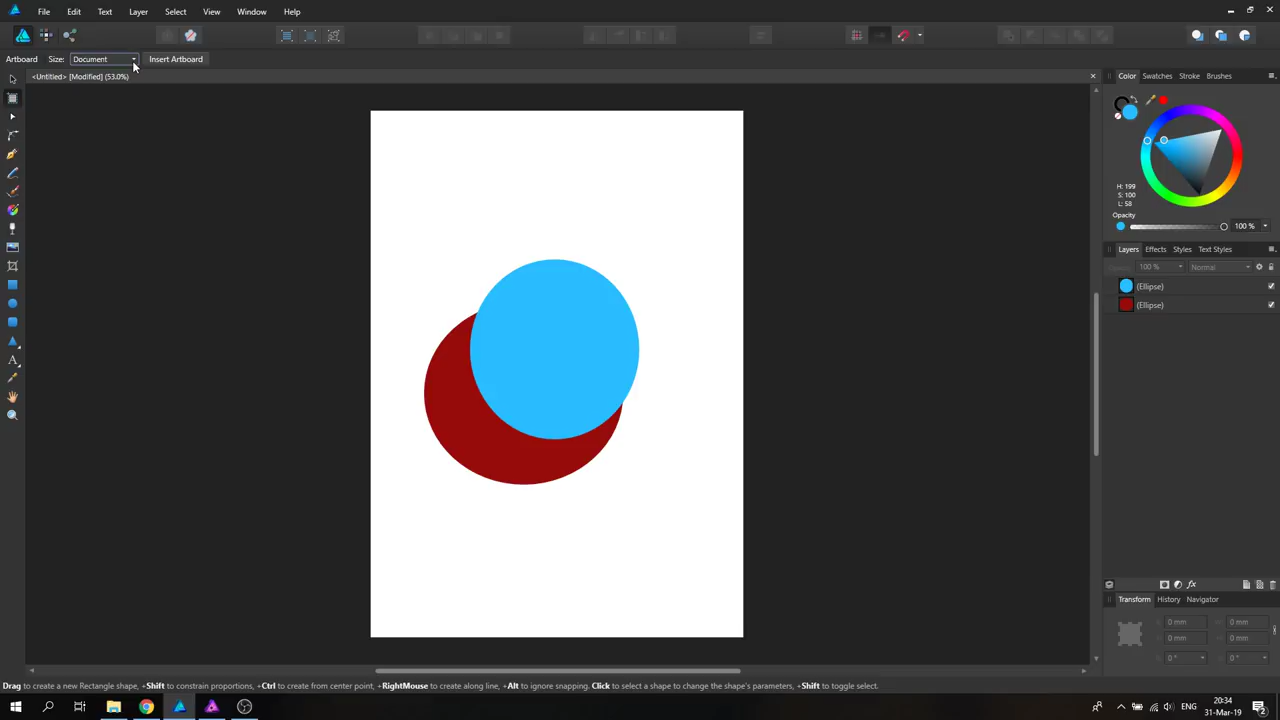 File Edit Text Layer Select View Window Help
Artboard Size: Document Insert Artboard
<Untitled> [Modified] (53.0%)
Color Swatches Stroke Brushes
H: 199
S: 100
L: 58
Opacity
100 %
Layers Effects Styles Text Styles
Opacity 100 % Normal
(Ellipse)
(Ellipse)
Transform History Navigator
X: 0 mm W: 0 mm
Y: 0 mm H: 0 mm
R: 0 ° S: 0 °
Drag to create a new Rectangle shape, +Shift to constrain proportions, +Ctrl to create from center point, +RightMouse to create along line, +Alt to ignore snapping. Click to select a shape to change the shape's parameters, +Shift to toggle select.
20:34
ENG
31-Mar-19